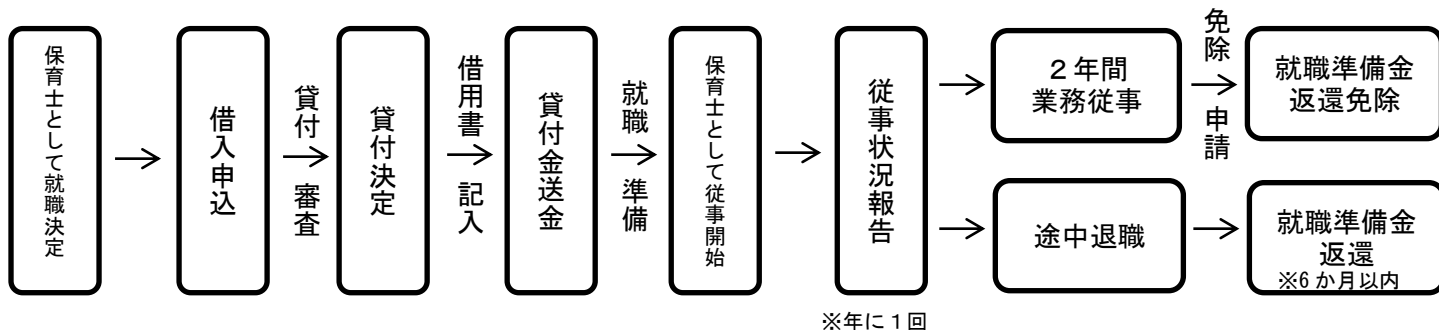 保育士として就職決定
借入申込
貸付
審査
貸付決定
借用書
記入
貸付金送金
就職
準備
保育士として従事開始
従事状況報告
※年に１回
２年間
業務従事
免除
申請
就職準備金
返還免除
途中退職
就職準備金
返還
※6か月以内